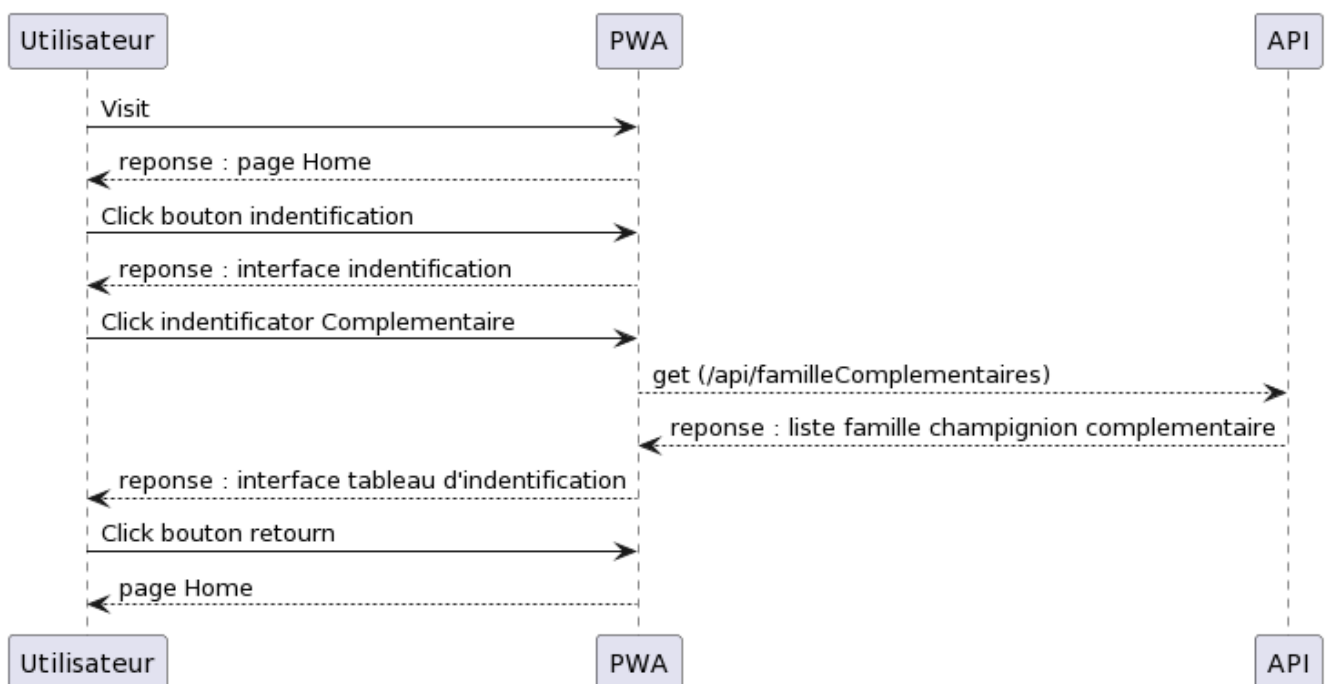 Utilisateur PWA API
Visit
reponse : page Home
Click bouton indentification
reponse : interface indentification
Click indentificator Complementaire
get (/api/familleComplementaires)
reponse : liste famille champignion complementaire
reponse : interface tableau d'indentification
Click bouton retourn
page Home
Utilisateur PWA API